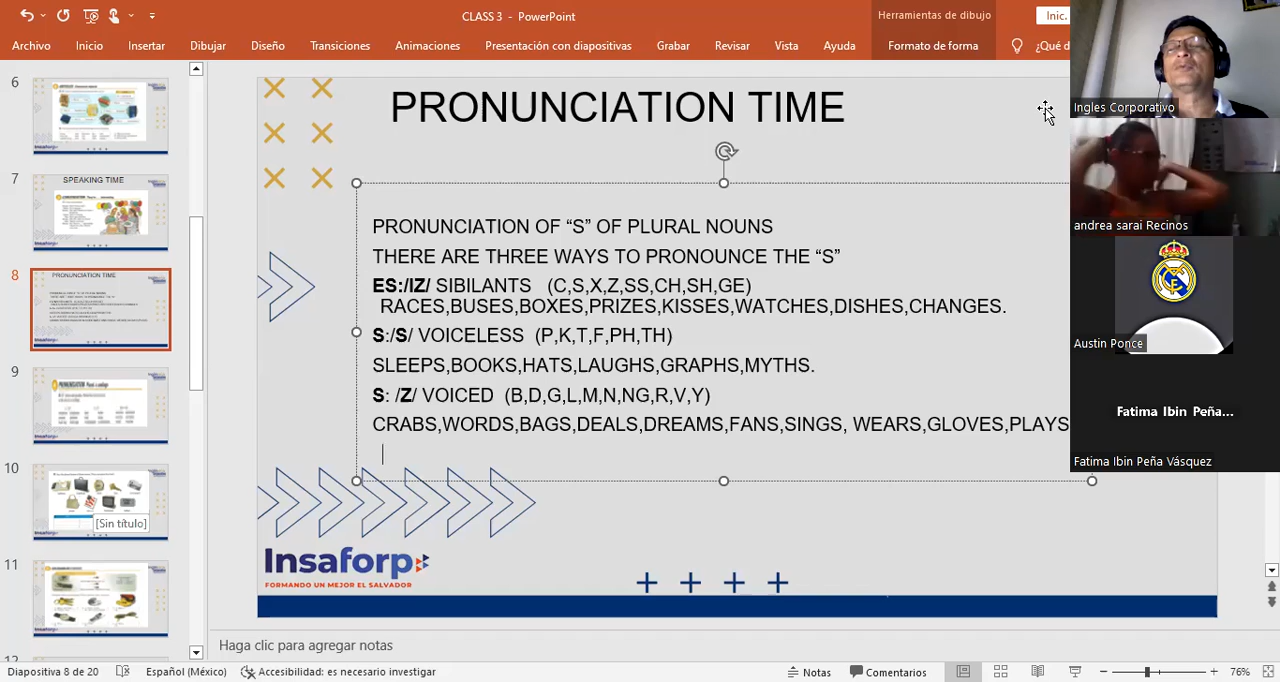 CLASS 3 - PowerPoint
Herramientas de dibujo
Inic.
Archivo
Inicio
Insertar
Dibujar
Diseño
Transiciones
Animaciones
Presentación con diapositivas
Grabar
Revisar
Vista
Ayuda
Formato de forma
¿Qué d
Ingles Corporativo
andrea sarai Recinos
Austin Ponce
Fatima Ibin Peña...
Fatima Ibin Peña Vásquez
6
7
SPEAKING TIME
8
PRONUNCIATION TIME
9
10
[Sin título]
11
PRONUNCIATION TIME
PRONUNCIATION OF “S” OF PLURAL NOUNS
THERE ARE THREE WAYS TO PRONOUNCE THE “S”
ES:/IZ/ SIBILANTS (C,S,X,Z,SS,CH,SH,GE)
RACES,BUSES,BOXES,PRIZES,KISSES,WATCHES,DISHES,CHANGES.
S:/S/ VOICELESS (P,K,T,F,PH,TH)
SLEEPS,BOOKS,HATS,LAUGHS,GRAPHS,MYTHS.
S: /Z/ VOICED (B,D,G,L,M,N,NG,R,V,Y)
CRABS,WORDS,BAGS,DEALS,DREAMS,FANS,SINGS, WEARS,GLOVES,PLAYS
Insaforp
FORMANDO UN MEJOR EL SALVADOR
Haga clic para agregar notas
Diapositiva 8 de 20
Español (México)
Accesibilidad: es necesario investigar
Notas
Comentarios
76%